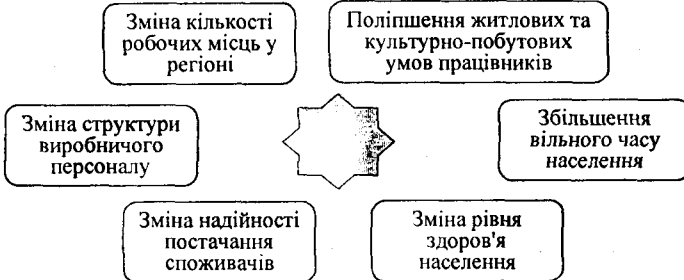 Зміна кількості
робочих місць у
регіоні
Поліпшення житлових та
культурно-побутових
умов працівників
Зміна структури
виробничого
персоналу
Збільшення
вільного часу
населення
Зміна надійності
постачання
споживачів
Зміна рівня
здоров'я
населення